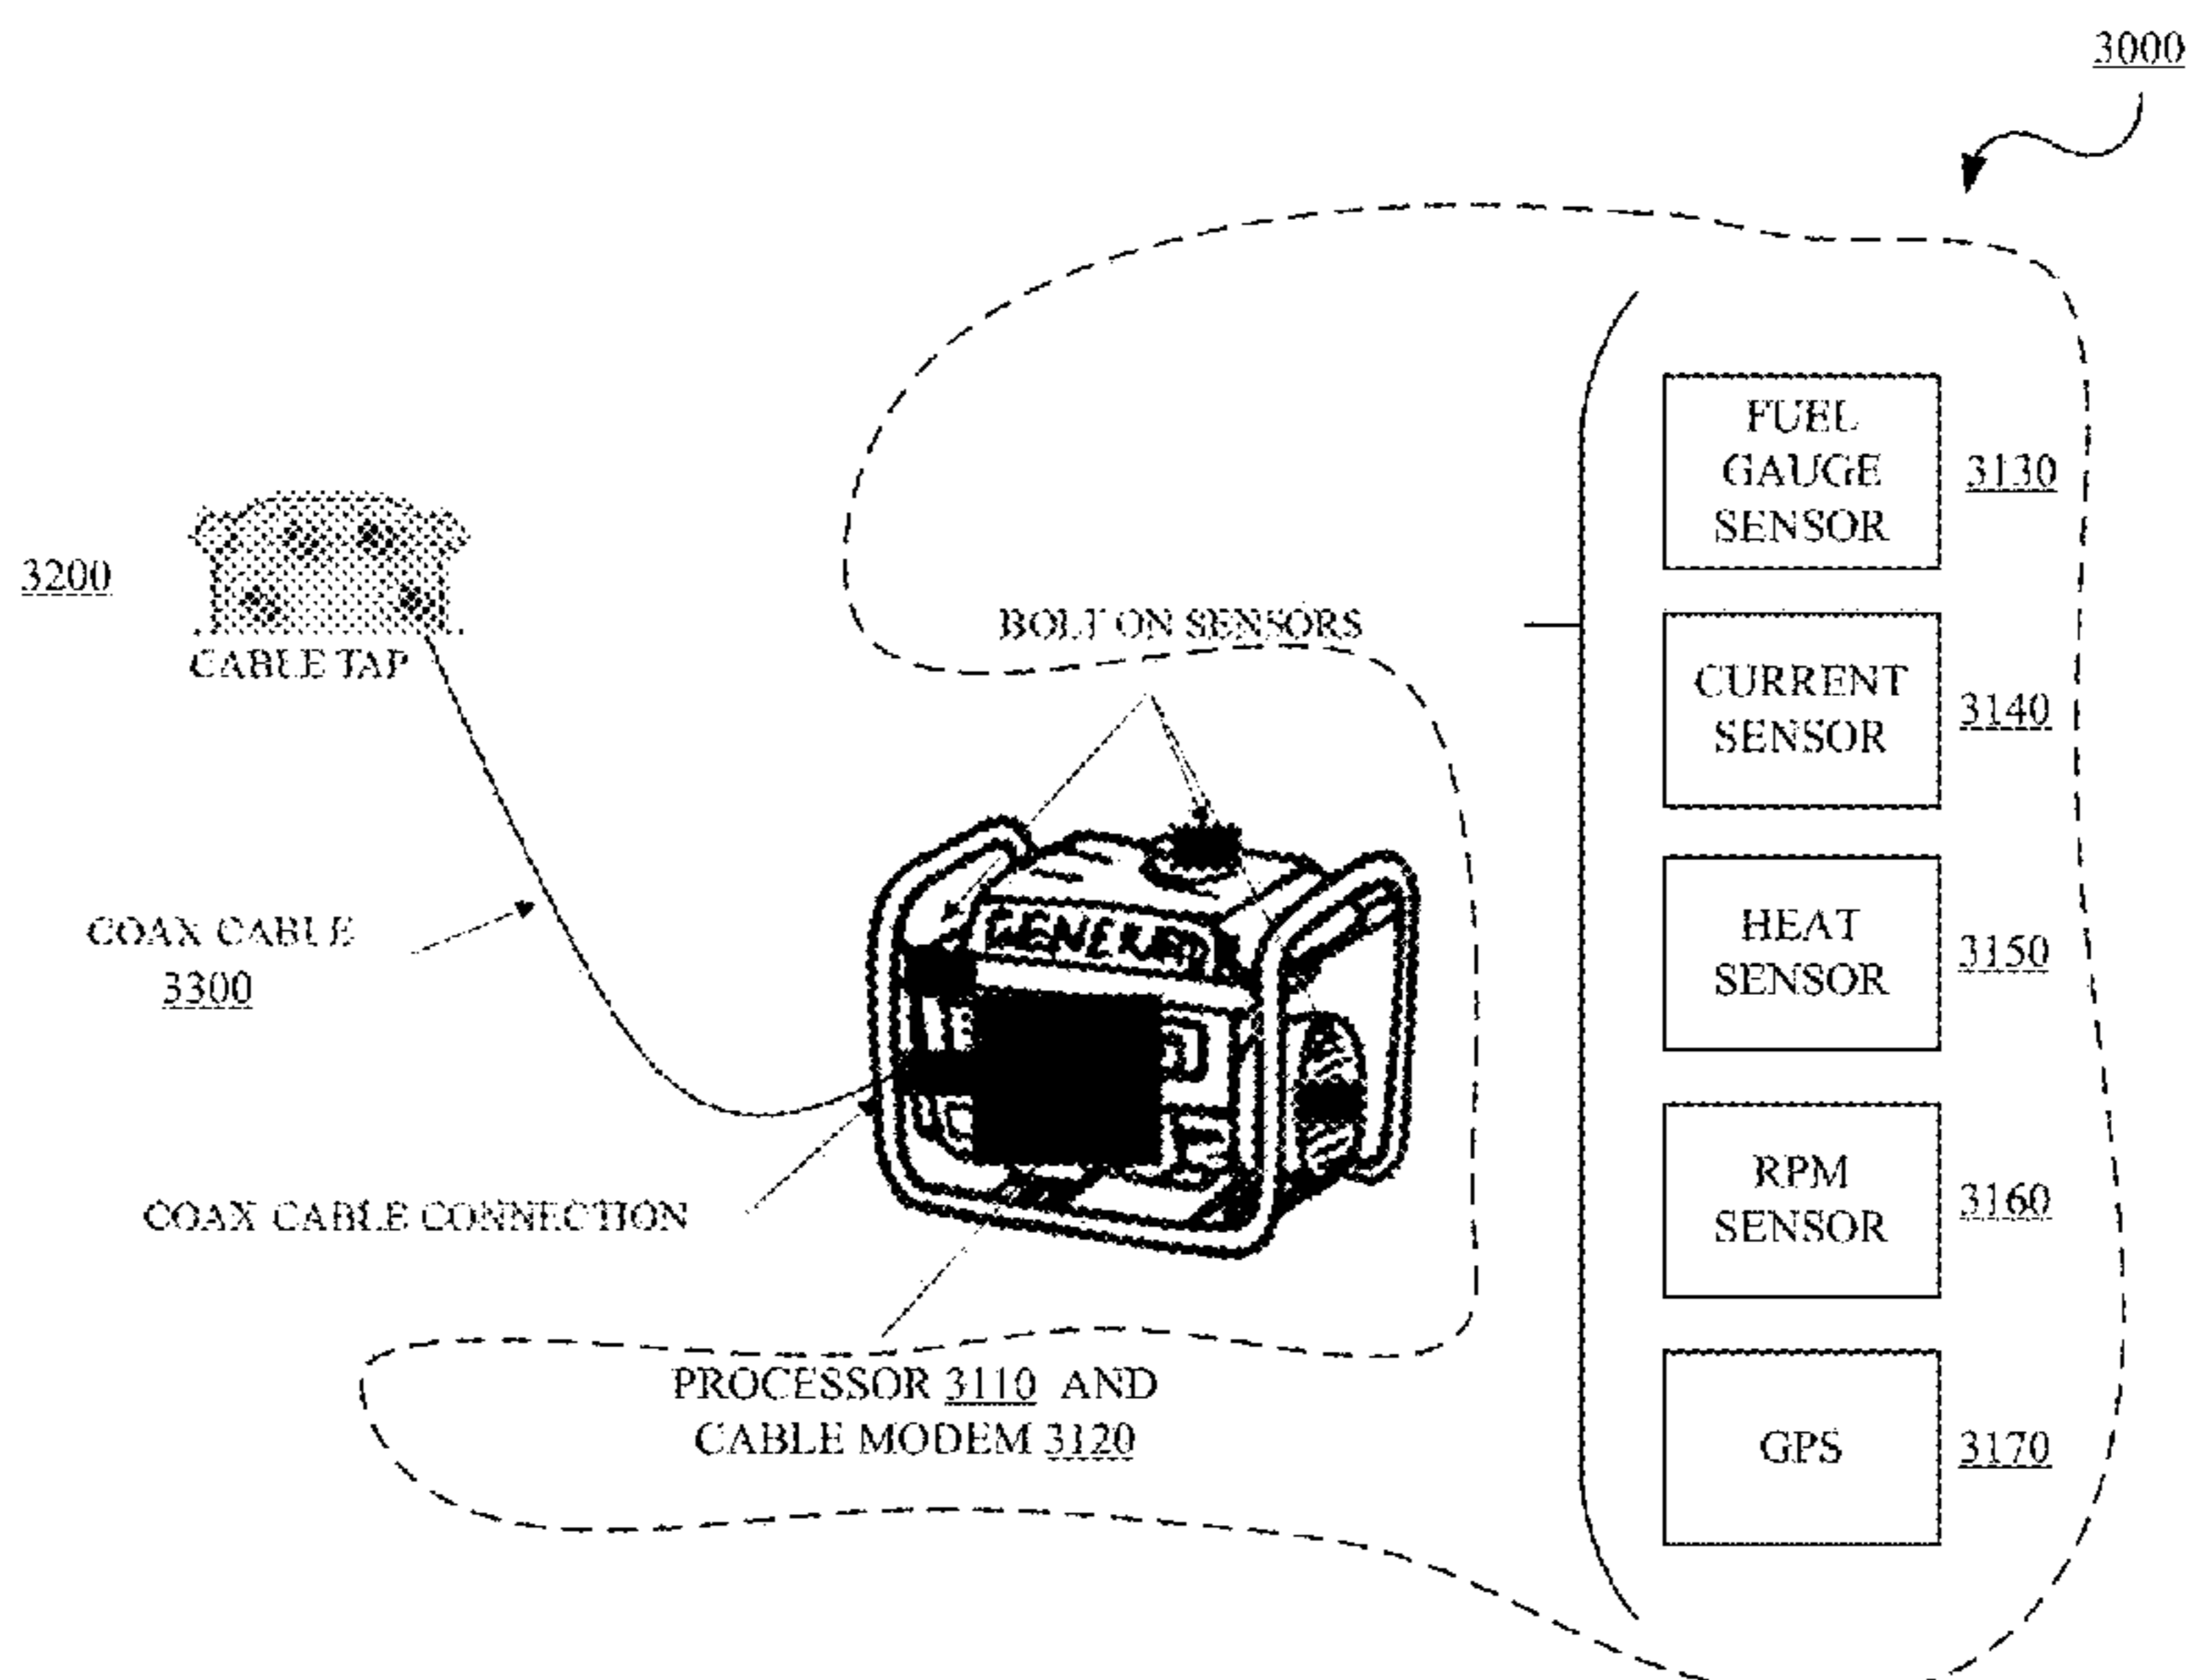 3000
FUEL
GAUGE
SENSOR
3130
3200
CABLE TAP
BOLT ON SENSORS
CURRENT
SENSOR
3140
COAX CABLE
3300
HEAT
SENSOR
3150
COAX CABLE CONNECTION
RPM
SENSOR
3160
PROCESSOR 3110 AND
CABLE MODEM 3120
GPS
3170